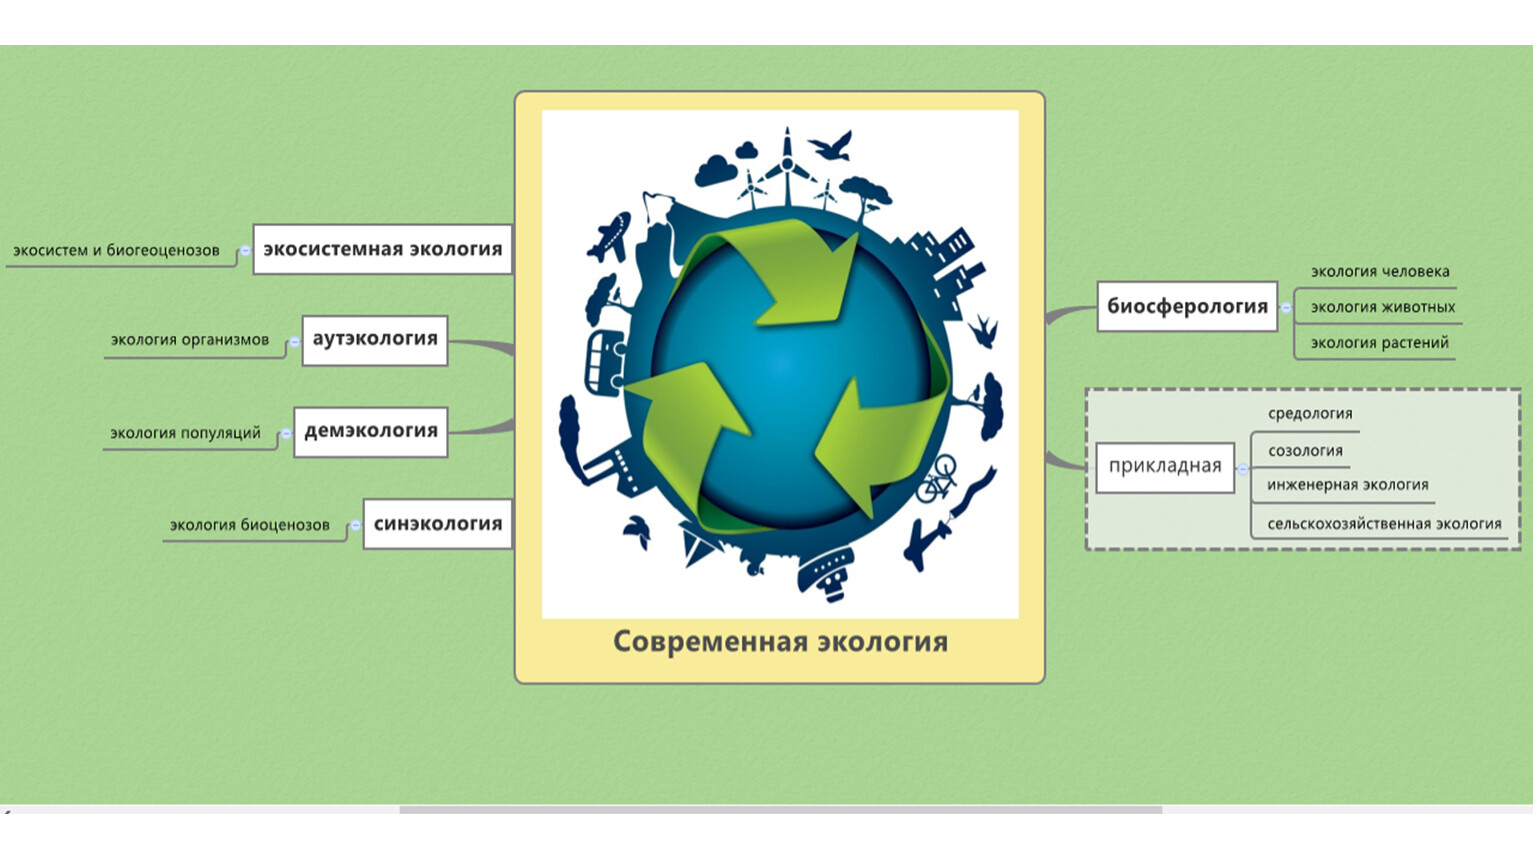 экосистем и биогеоценозов
экосистемная экология
экология организмов
аутэкология
экология популяций
демэкология
экология биоценозов
синэкология
Современная экология
биосферология
экология человека
экология животных
экология растений
прикладная
средология
созология
инженерная экология
сельскохозяйственная экология